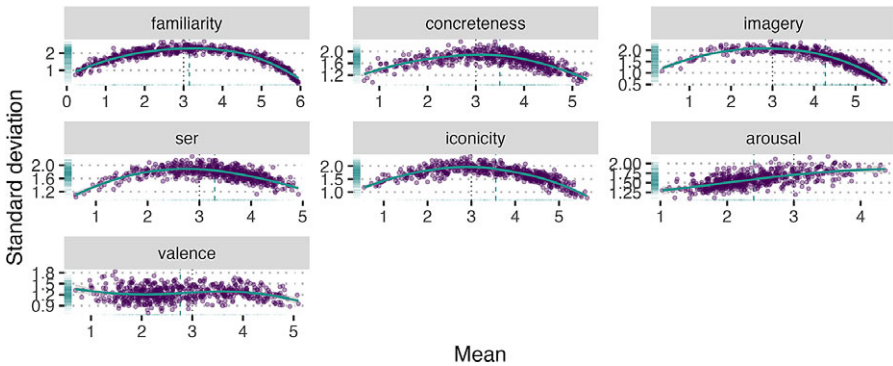 familiarity concreteness imagery
2 2.0 2.0
1.6 1.5
1 1.2 1.0
0.5
0 1 2 3 4 5 6 1 2 3 4 5 1 2 3 4 5
ser iconicity arousal
2.0 2.0 2.00
1.6 1.5 1.75
1.50
1.2 1.0 1.25
1 2 3 4 5 1 2 3 4 5 1 2 3 4
valence
1.8
1.5
1.2
0.9
1 2 3 4 5
Standard deviation
Mean